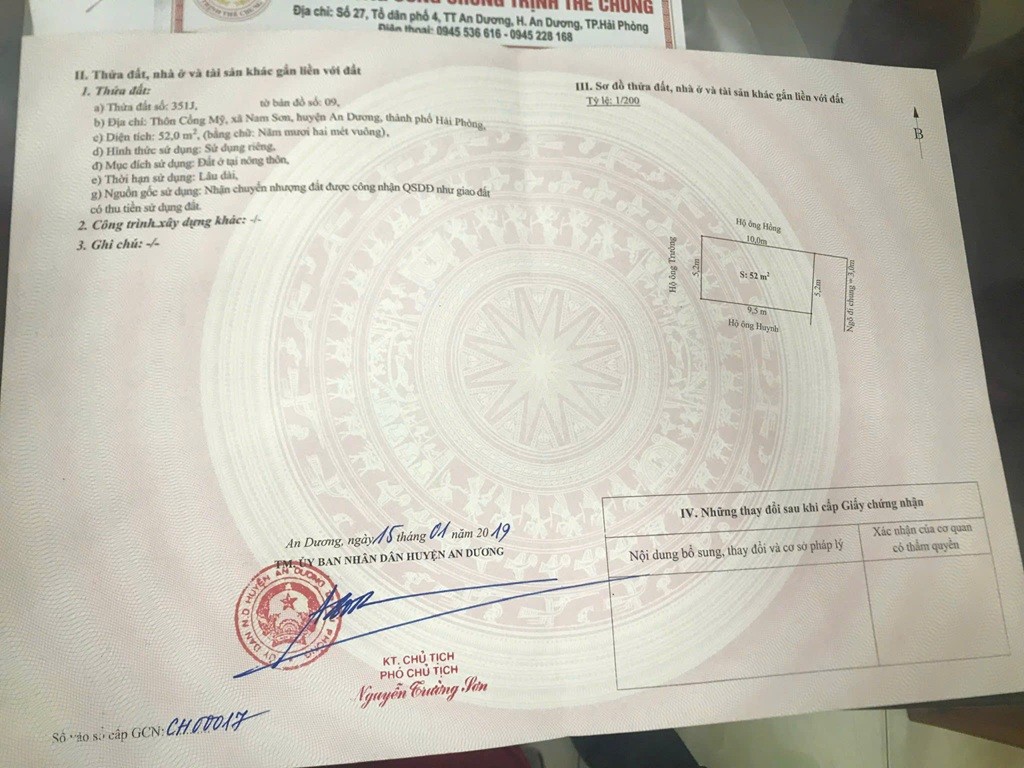 CHỨNG TRỊNH THẾ CHUNG
Địa chỉ: Số 27, Tổ dân phố 4, TT An Dương, H. An Dương, TP.Hải Phòng
Điện thoại: 0945 536 616 - 0945 228 168
II. Thửa đất, nhà ở và tài sản khác gắn liền với đất
1. Thửa đất:
a) Thửa đất số: 351J, tờ bản đồ số: 09,
b) Địa chỉ: Thôn Cống Mỹ, xã Nam Sơn, huyện An Dương, thành phố Hải Phòng,
c) Diện tích: 52,0 m², (bằng chữ: Năm mươi hai mét vuông),
d) Hình thức sử dụng: Sử dụng riêng,
đ) Mục đích sử dụng: Đất ở tại nông thôn,
e) Thời hạn sử dụng: Lâu dài,
g) Nguồn gốc sử dụng: Nhận chuyển nhượng đất được công nhận QSDĐ như giao đất
có thu tiền sử dụng đất.
2. Công trình xây dựng khác: -/-
3. Ghi chú: -/-
III. Sơ đồ thửa đất, nhà ở và tài sản khác gắn liền với đất
Tỷ lệ: 1/200
B
Hộ ông Hùng
10,0m
Hộ ông Trường
5,2m
S: 52 m²
5,2m
Ngõ đi chung = 3,0m
9,5 m
Hộ ông Huynh
An Dương, ngày 15 tháng 01 năm 2019
TM. ỦY BAN NHÂN DÂN HUYỆN AN DƯƠNG
ỦY BAN N.D HUYỆN AN DƯƠNG
KT. CHỦ TỊCH
PHÓ CHỦ TỊCH
Nguyễn Trường Sơn
Số vào sổ cấp GCN: CH00017
IV. Những thay đổi sau khi cấp Giấy chứng nhận
Nội dung bổ sung, thay đổi và cơ sở pháp lý
Xác nhận của cơ quan
có thẩm quyền